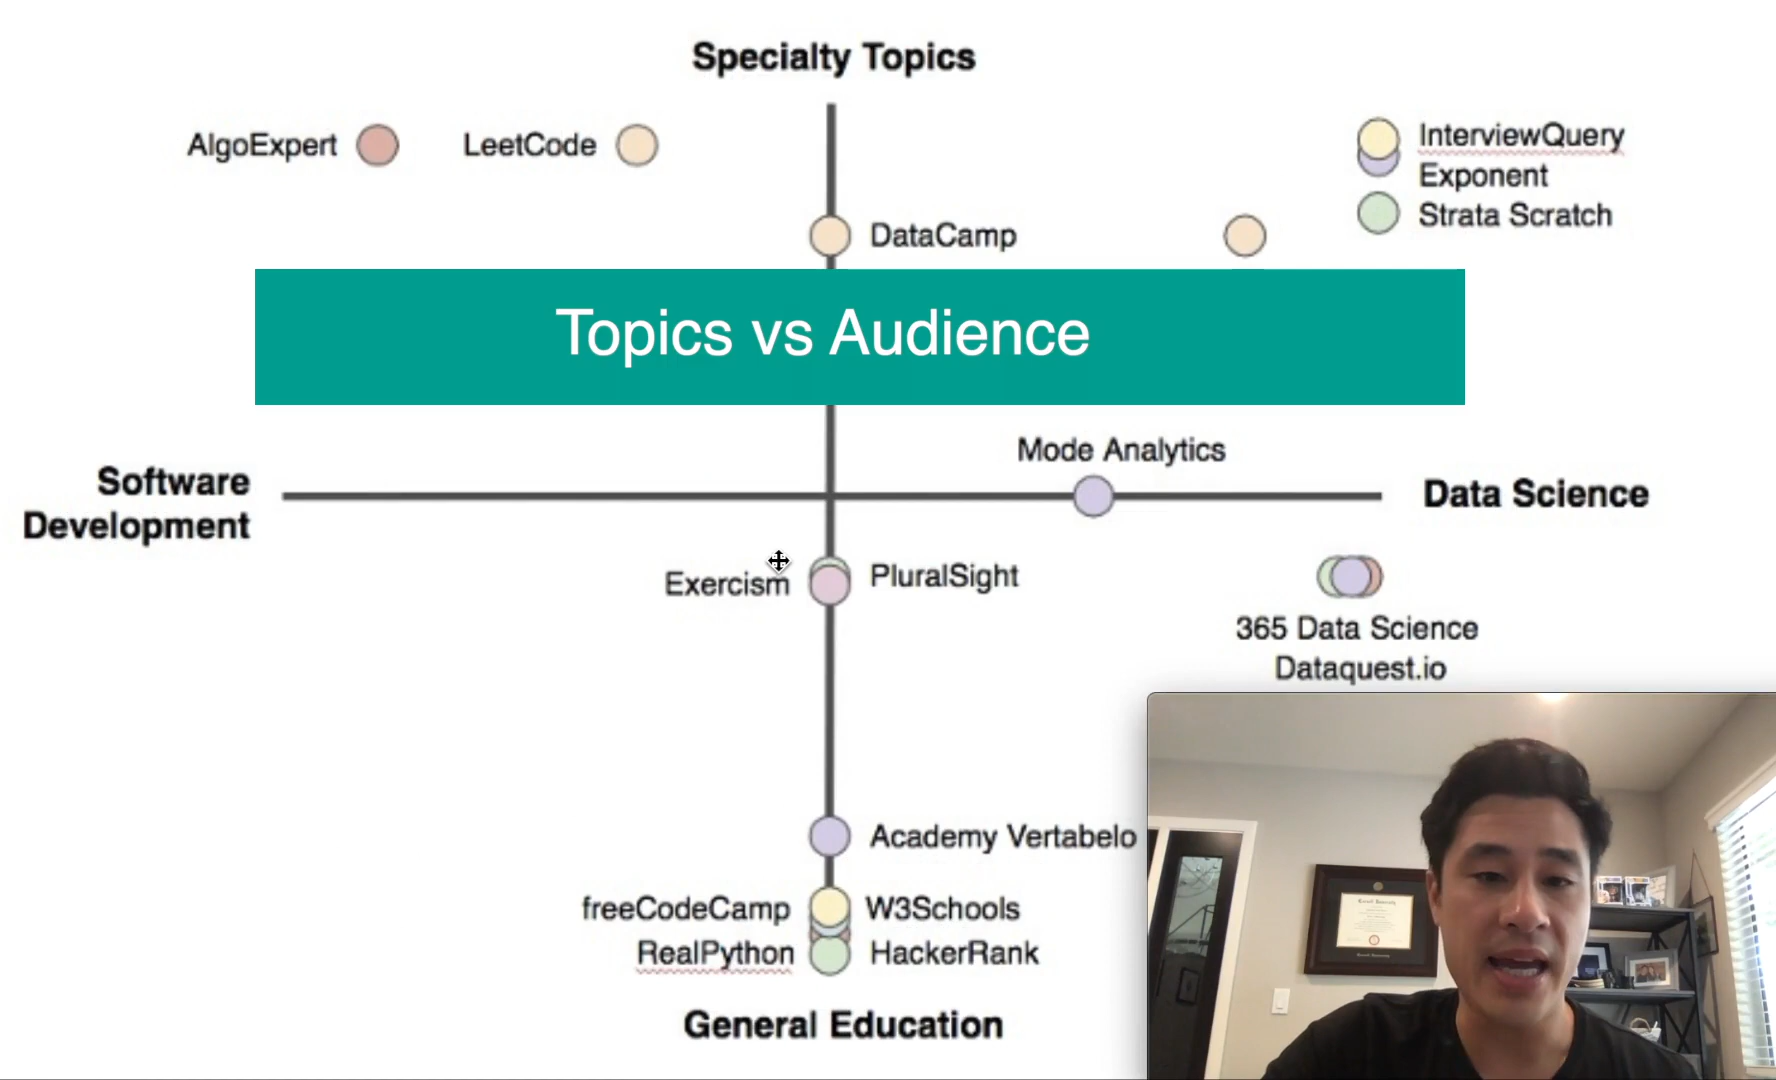 Specialty Topics
AlgoExpert
LeetCode
InterviewQuery
Exponent
Strata Scratch
DataCamp
Topics vs Audience
Mode Analytics
Software
Development
Data Science
Exercism
PluralSight
365 Data Science
Dataquest.io
Academy Vertabelo
freeCodeCamp
W3Schools
RealPython
HackerRank
General Education